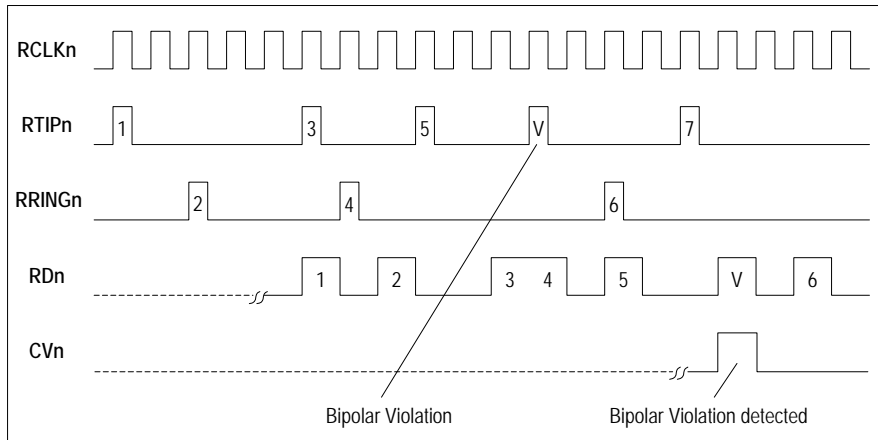 RCLKn
RTIPn 1 3 5 V 7
RRINGn 2 4 6
RDn 1 2 3 4 5 V 6
CVn
Bipolar Violation Bipolar Violation detected